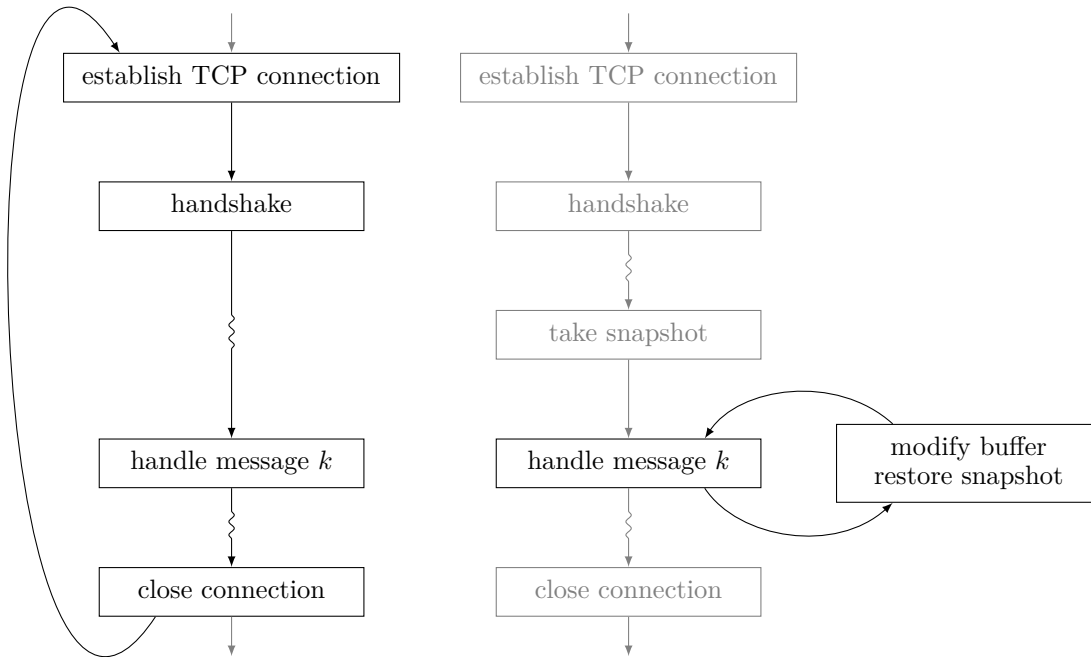 establish TCP connection
handshake
handle message k
close connection
establish TCP connection
handshake
take snapshot
handle message k
close connection
modify buffer
restore snapshot